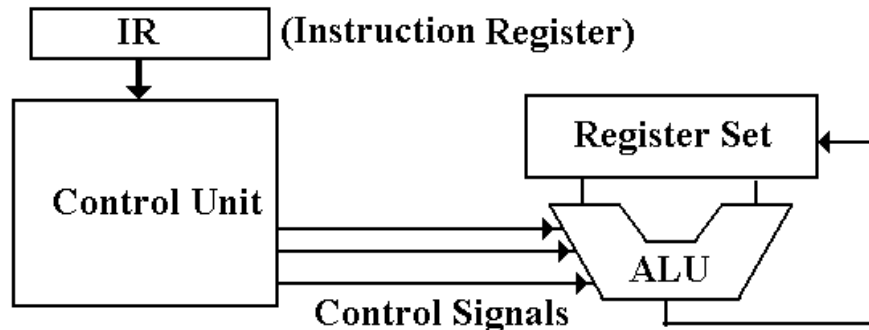 IR (Instruction Register)
Register Set
Control Unit
ALU
Control Signals